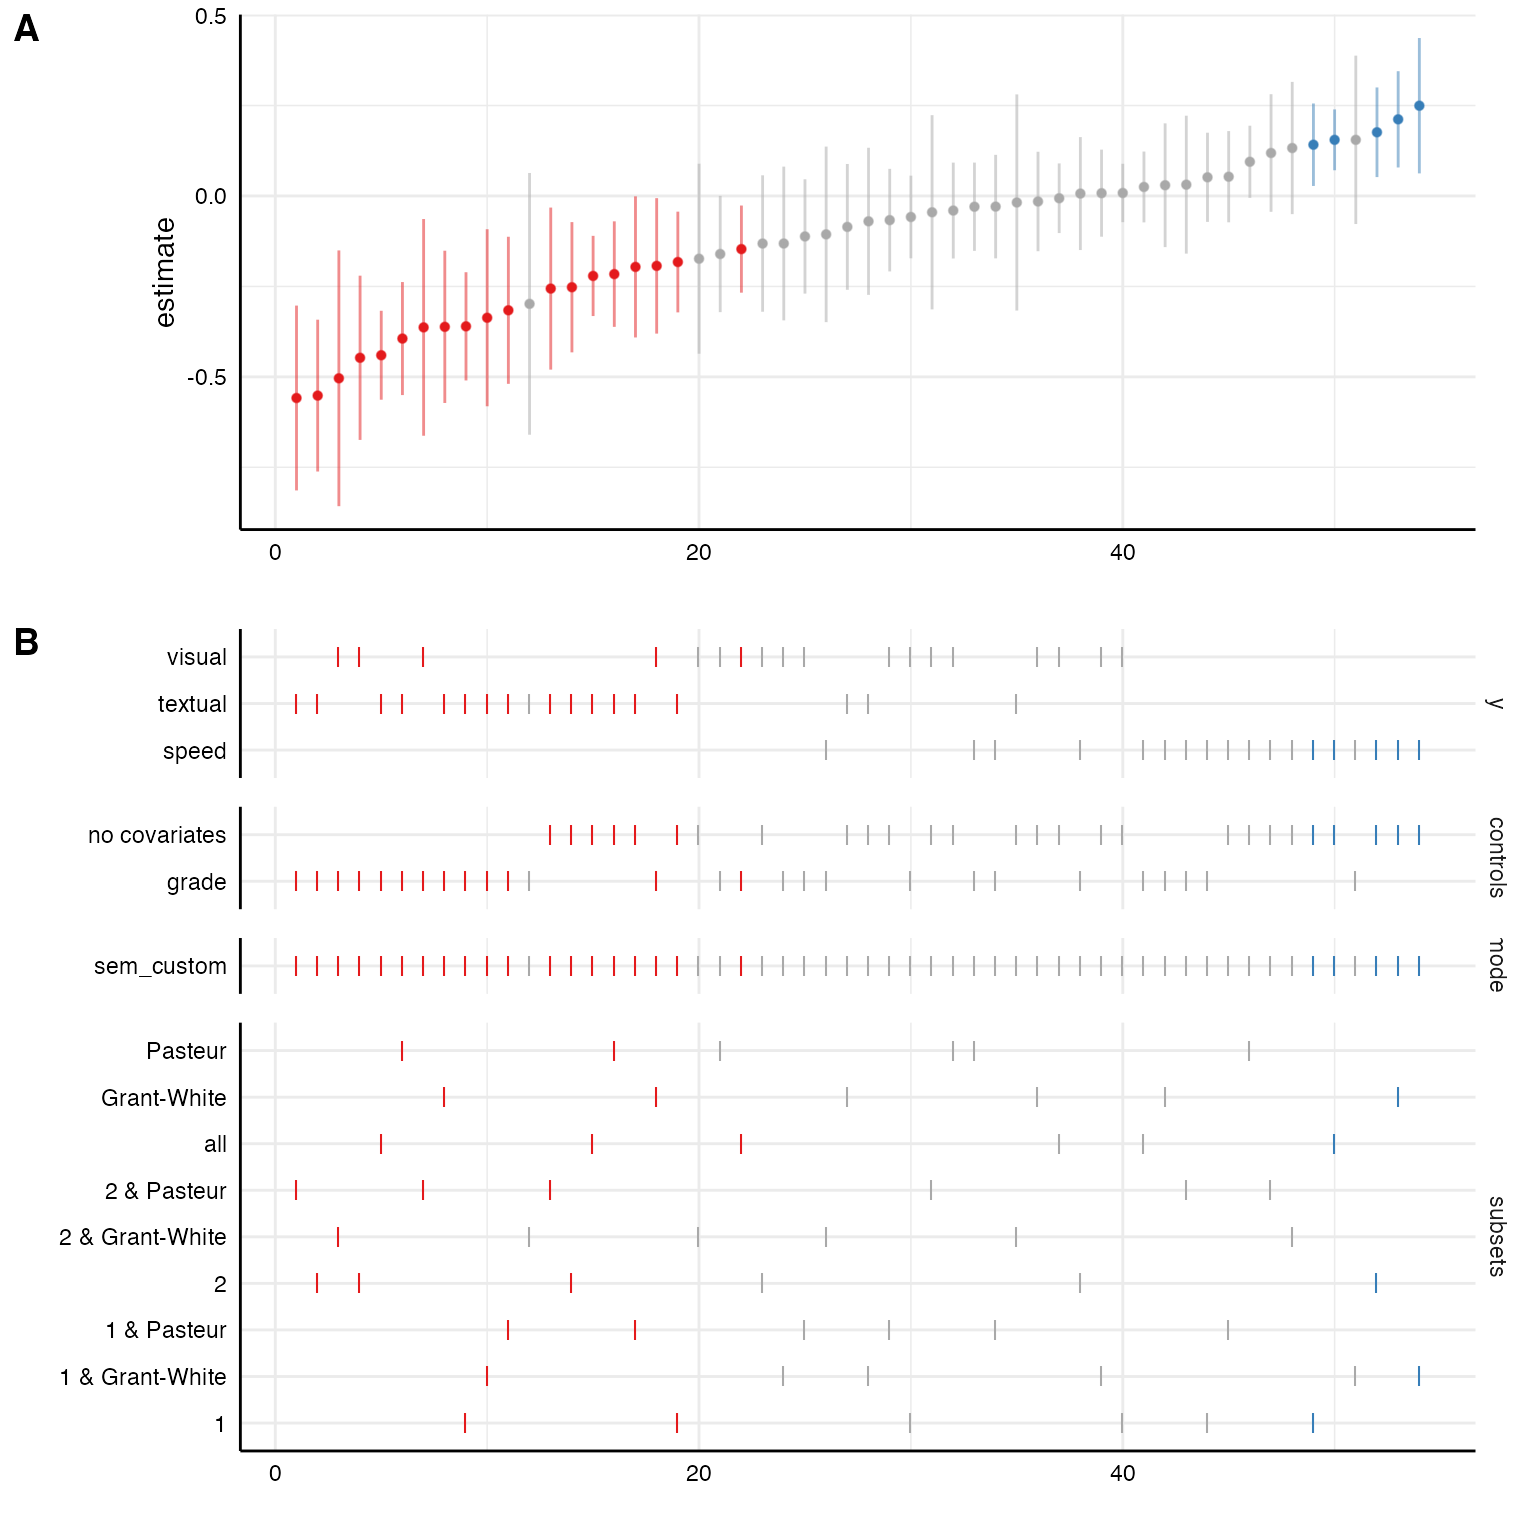 A
0.5
0.0
-0.5
estimate
0
20
40
B
visual
textual
speed
y
no covariates
grade
controls
sem_custom
mode
Pasteur
Grant-White
all
2 & Pasteur
2 & Grant-White
2
1 & Pasteur
1 & Grant-White
1
subsets
0
20
40